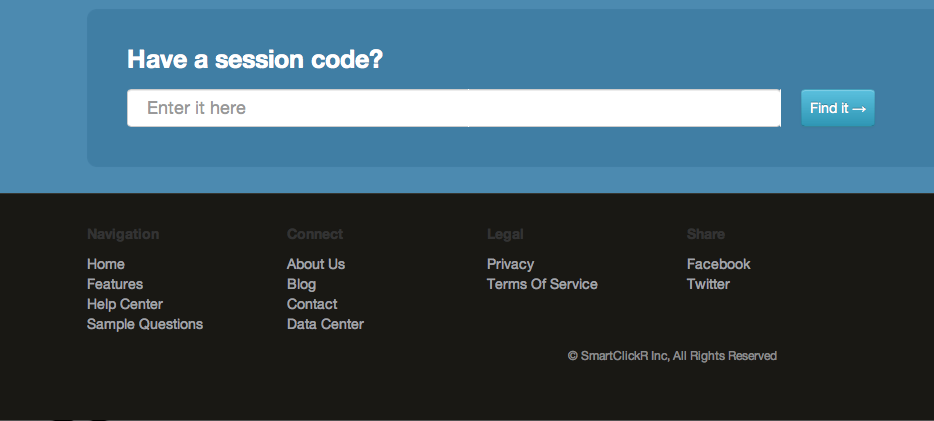 Have a session code?
Enter it here
Find it →
Navigation
Home
Features
Help Center
Sample Questions
Connect
About Us
Blog
Contact
Data Center
Legal
Privacy
Terms Of Service
Share
Facebook
Twitter
© SmartClickR Inc, All Rights Reserved